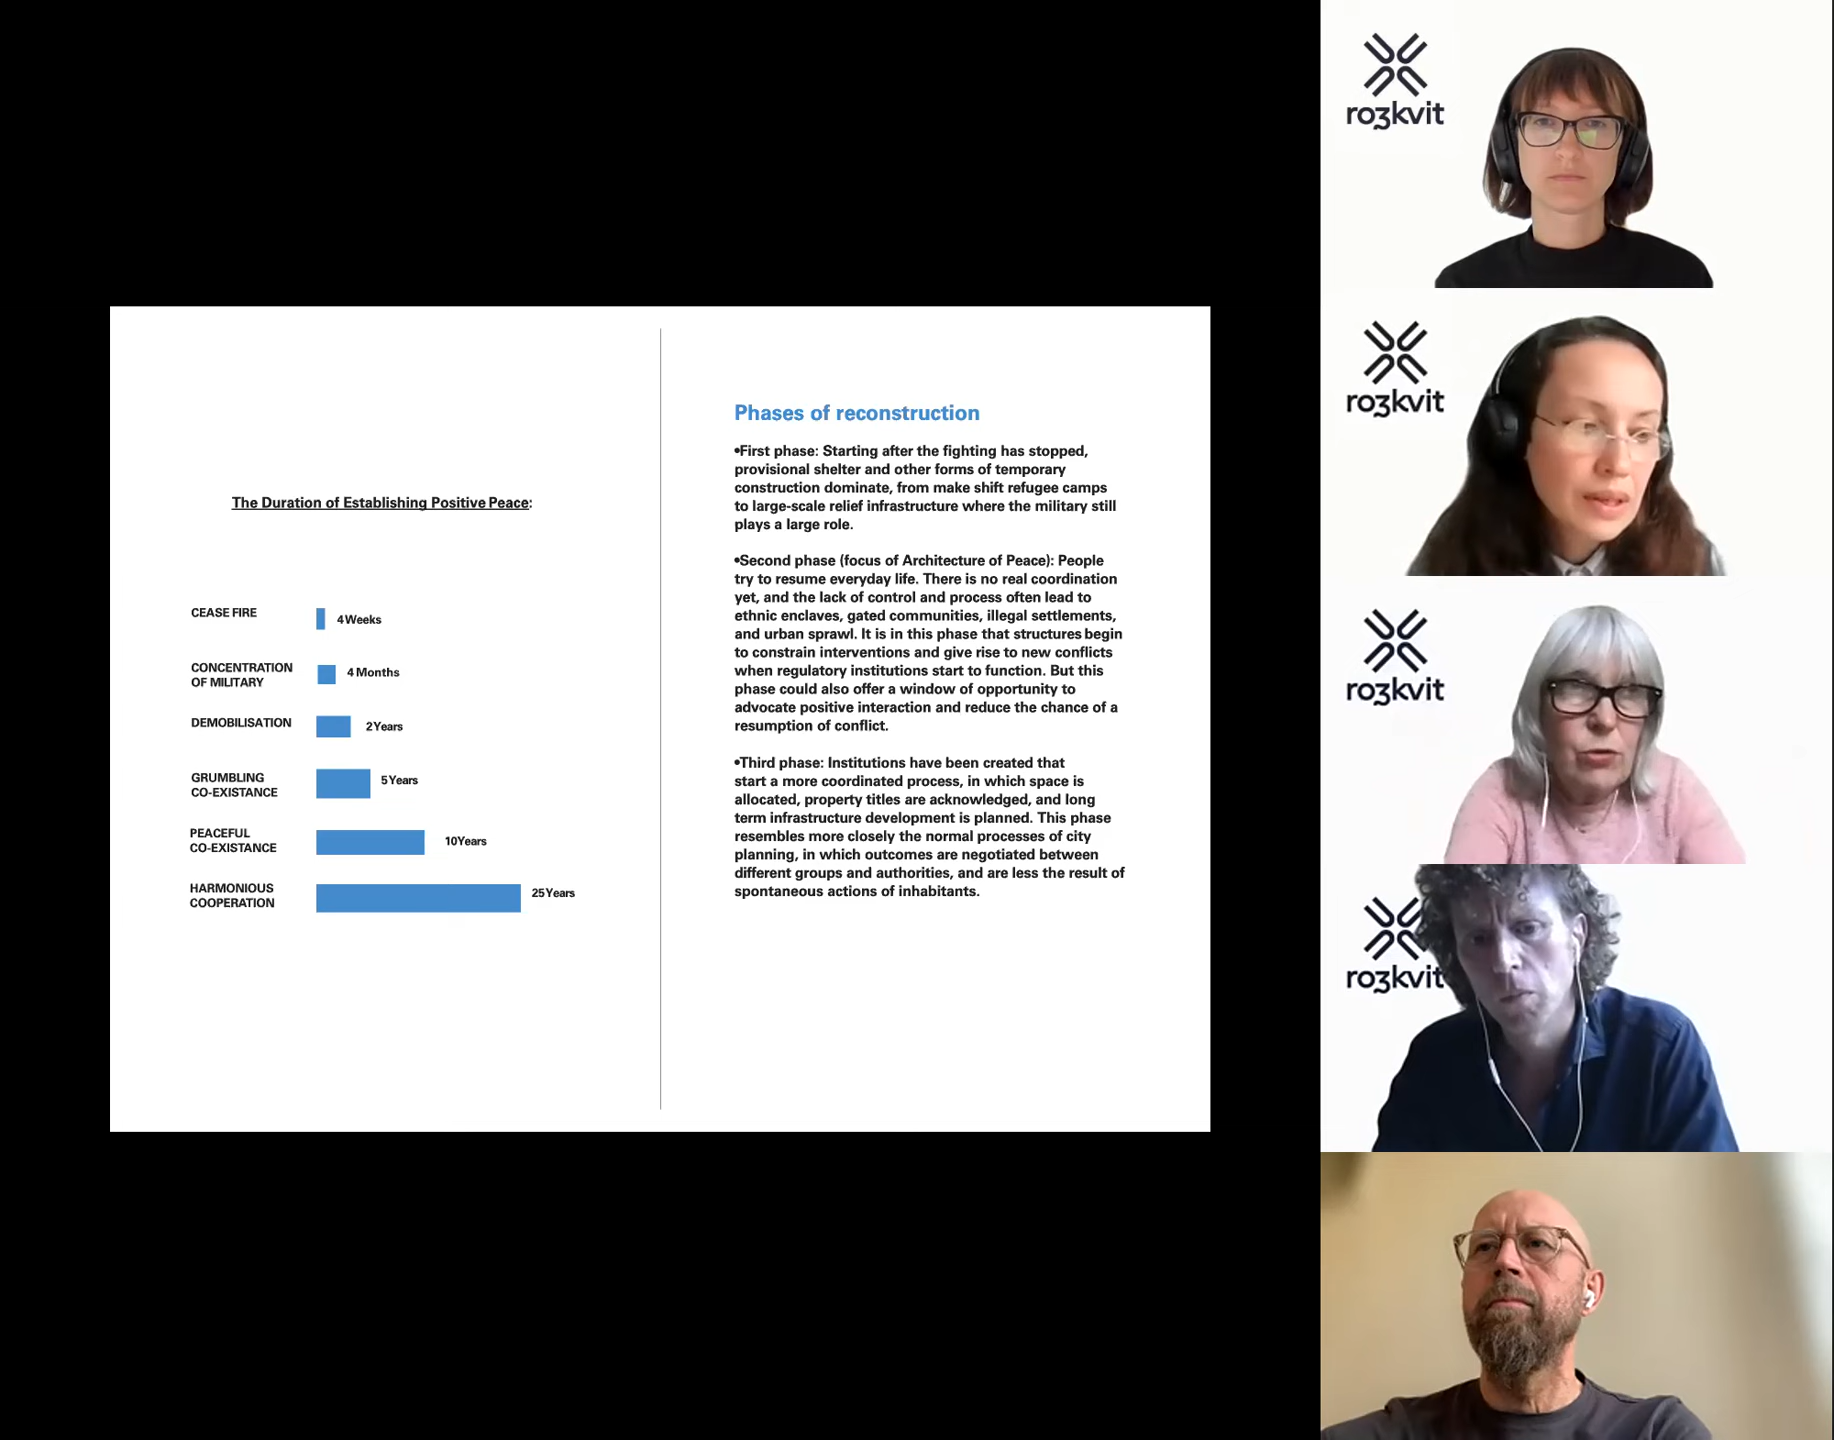 The Duration of Establishing Positive Peace:
CEASE FIRE
4 Weeks
CONCENTRATION
OF MILITARY
4 Months
DEMOBILISATION
2 Years
GRUMBLING
CO-EXISTANCE
5 Years
PEACEFUL
CO-EXISTANCE
10 Years
HARMONIOUS
COOPERATION
25 Years
Phases of reconstruction
•First phase: Starting after the fighting has stopped,
provisional shelter and other forms of temporary
construction dominate, from make shift refugee camps
to large-scale relief infrastructure where the military still
plays a large role.
•Second phase (focus of Architecture of Peace): People
try to resume everyday life. There is no real coordination
yet, and the lack of control and process often lead to
ethnic enclaves, gated communities, illegal settlements,
and urban sprawl. It is in this phase that structures begin
to constrain interventions and give rise to new conflicts
when regulatory institutions start to function. But this
phase could also offer a window of opportunity to
advocate positive interaction and reduce the chance of a
resumption of conflict.
•Third phase: Institutions have been created that
start a more coordinated process, in which space is
allocated, property titles are acknowledged, and long
term infrastructure development is planned. This phase
resembles more closely the normal processes of city
planning, in which outcomes are negotiated between
different groups and authorities, and are less the result of
spontaneous actions of inhabitants.
roзkvit
roзkvit
roзkvit
roзkvit